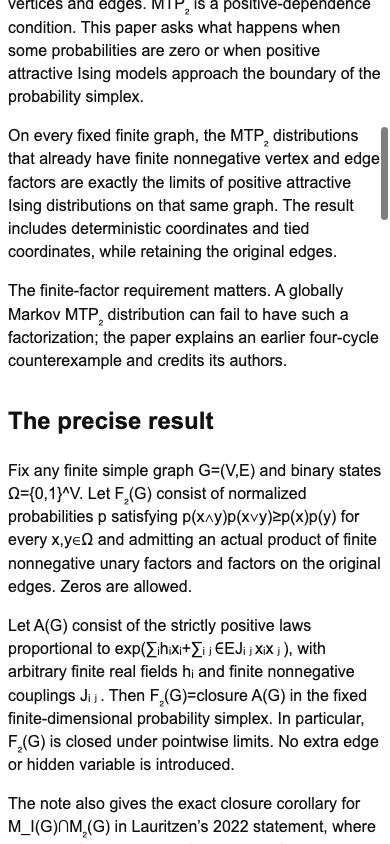 vertices and edges. MTP₂ is a positive-dependence
condition. This paper asks what happens when
some probabilities are zero or when positive
attractive Ising models approach the boundary of the
probability simplex.
On every fixed finite graph, the MTP₂ distributions
that already have finite nonnegative vertex and edge
factors are exactly the limits of positive attractive
Ising distributions on that same graph. The result
includes deterministic coordinates and tied
coordinates, while retaining the original edges.
The finite-factor requirement matters. A globally
Markov MTP₂ distribution can fail to have such a
factorization; the paper explains an earlier four-cycle
counterexample and credits its authors.
The precise result
Fix any finite simple graph G=(V,E) and binary states
Ω={0,1}^V. Let F₂(G) consist of normalized
probabilities p satisfying p(x∧y)p(x∨y)≥p(x)p(y) for
every x,y∈Ω and admitting an actual product of finite
nonnegative unary factors and factors on the original
edges. Zeros are allowed.
Let A(G) consist of the strictly positive laws
proportional to exp(∑ᵢhᵢxᵢ+∑ᵢⱼ∈EJᵢⱼxᵢxⱼ), with
arbitrary finite real fields hᵢ and finite nonnegative
couplings Jᵢⱼ. Then F₂(G)=closure A(G) in the fixed
finite-dimensional probability simplex. In particular,
F₂(G) is closed under pointwise limits. No extra edge
or hidden variable is introduced.
The note also gives the exact closure corollary for
M_I(G)∩M₂(G) in Lauritzen’s 2022 statement, where